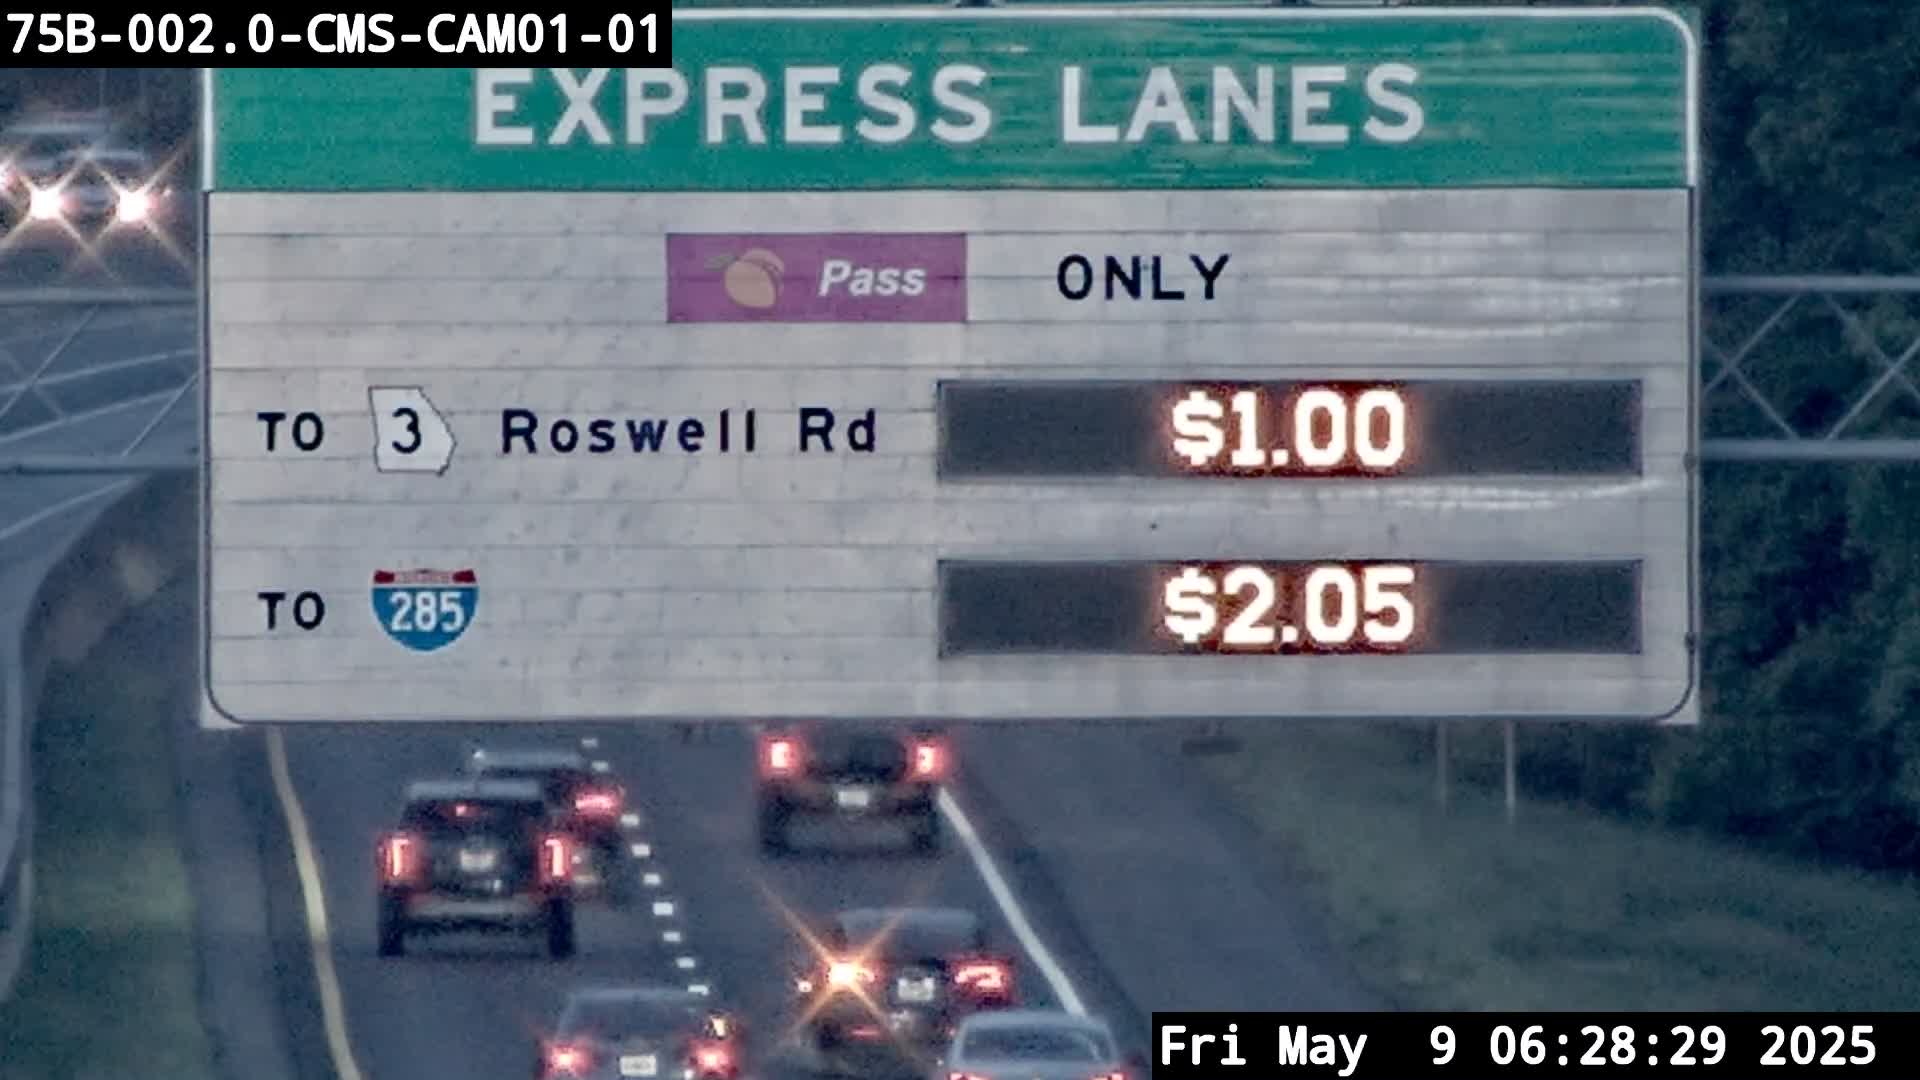 75B-002.0-CMS-CAM01-01
EXPRESS LANES
Pass ONLY
TO 3 Roswell Rd $1.00
TO 285 $2.05
Fri May 9 06:28:29 2025